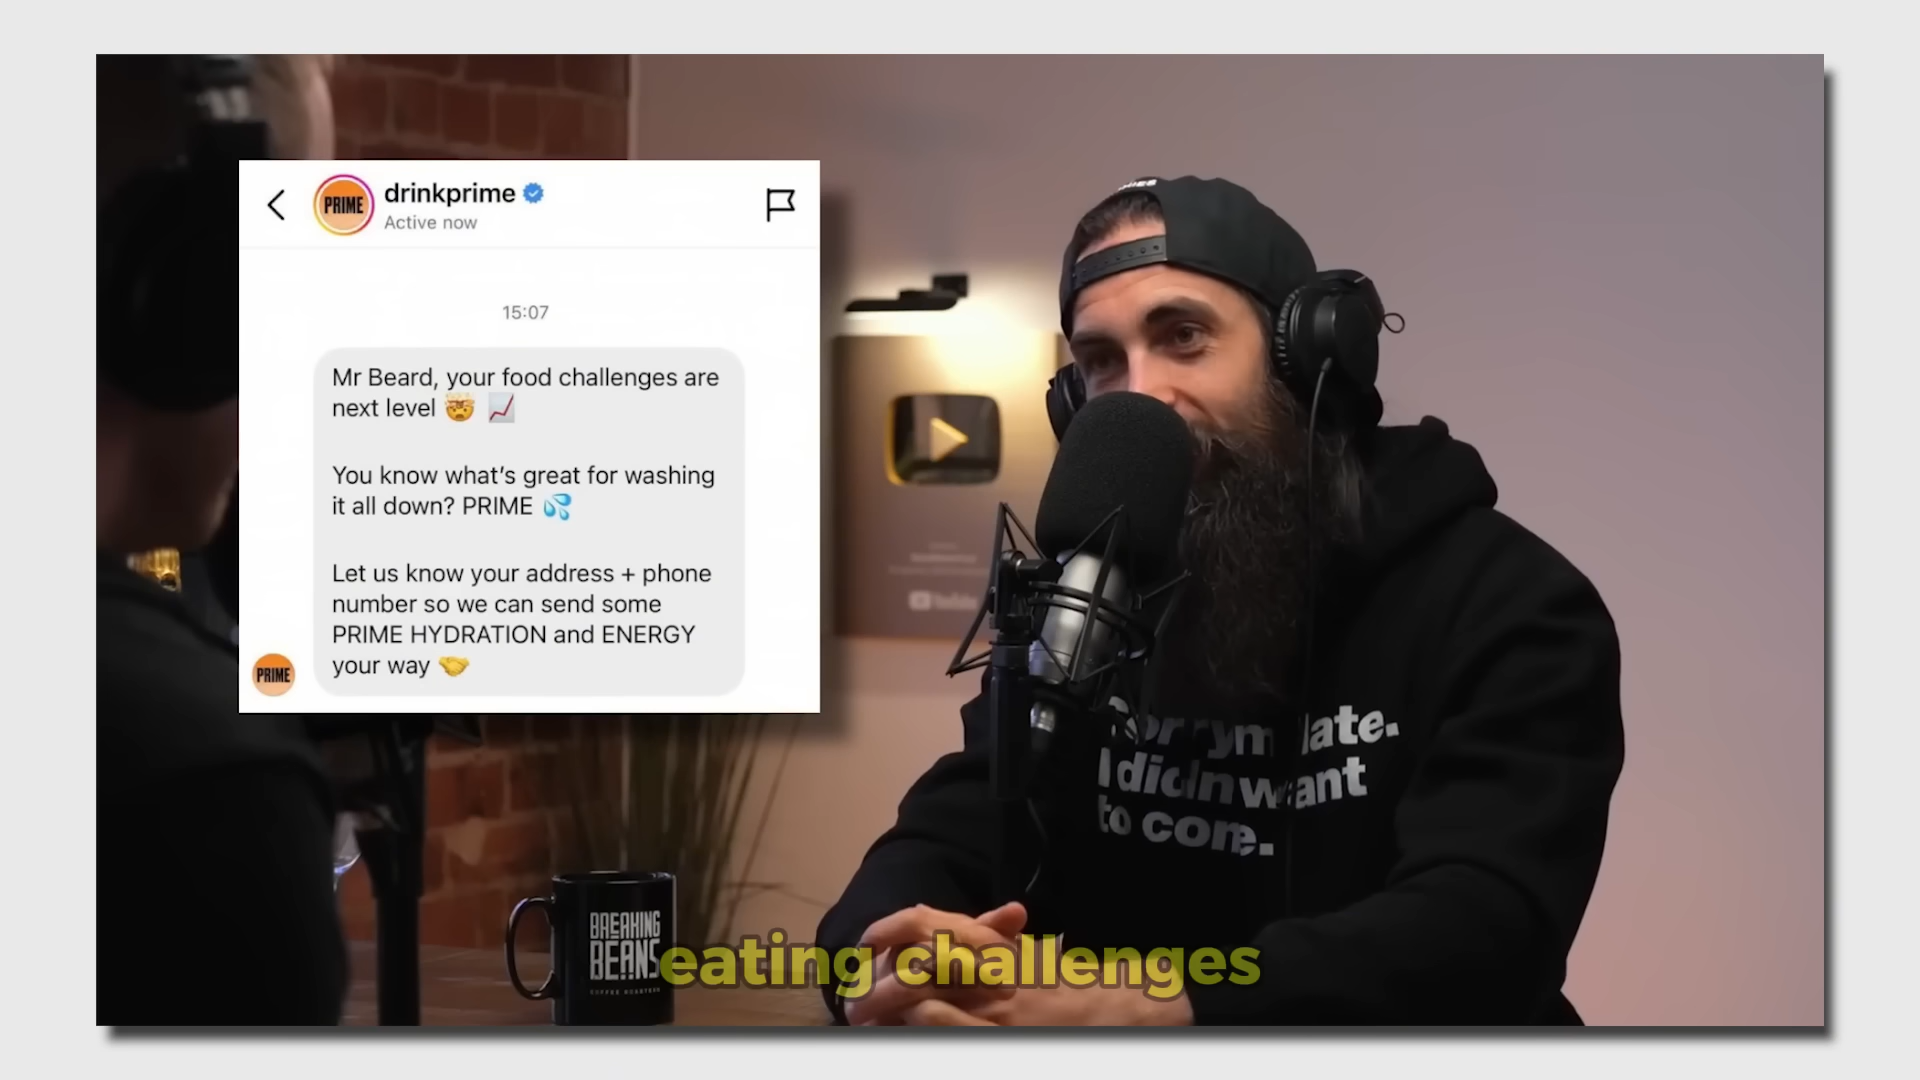 PRIME
drinkprime
Active now
15:07
Mr Beard, your food challenges are
next level 🤯 📈
You know what's great for washing
it all down? PRIME 💦
Let us know your address + phone
number so we can send some
PRIME HYDRATION and ENERGY
your way 🤝
PRIME
to come.
BREAKING
BEANS
eating challenges